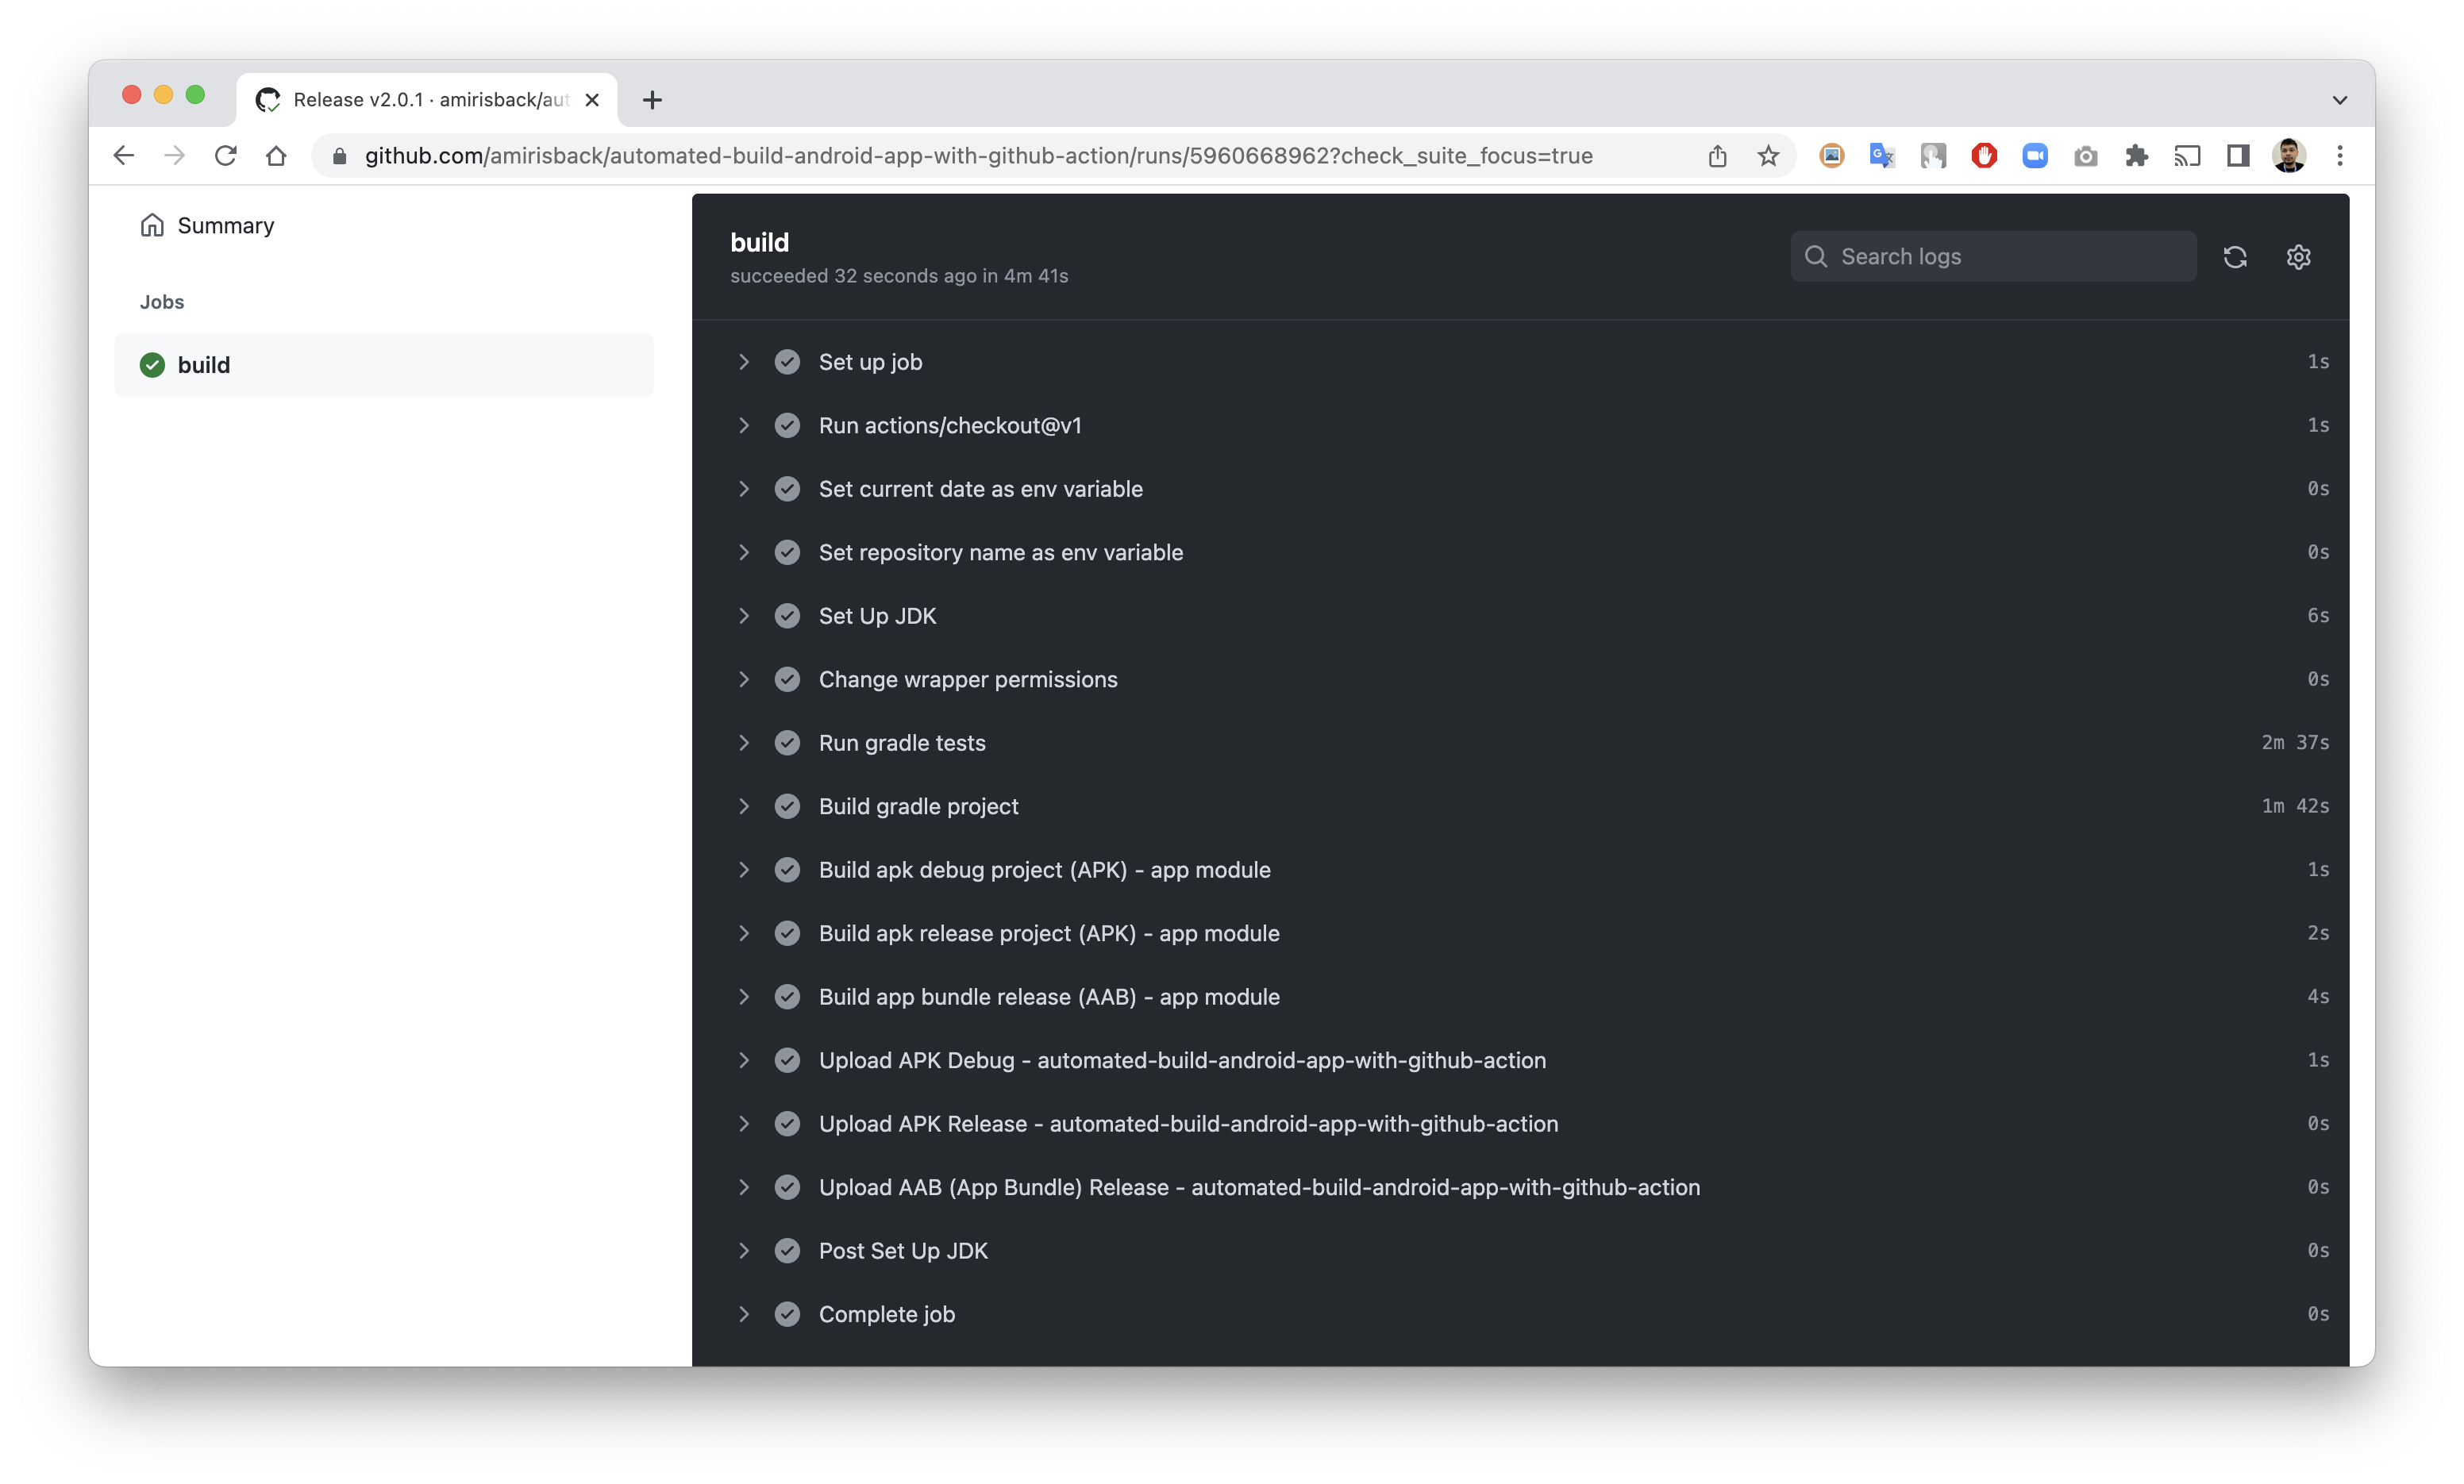 Release v2.0.1 · amirisback/aut
github.com/amirisback/automated-build-android-app-with-github-action/runs/5960668962?check_suite_focus=true
Summary
Jobs
build
build
succeeded 32 seconds ago in 4m 41s
Search logs
Set up job 1s
Run actions/checkout@v1 1s
Set current date as env variable 0s
Set repository name as env variable 0s
Set Up JDK 6s
Change wrapper permissions 0s
Run gradle tests 2m 37s
Build gradle project 1m 42s
Build apk debug project (APK) - app module 1s
Build apk release project (APK) - app module 2s
Build app bundle release (AAB) - app module 4s
Upload APK Debug - automated-build-android-app-with-github-action 1s
Upload APK Release - automated-build-android-app-with-github-action 0s
Upload AAB (App Bundle) Release - automated-build-android-app-with-github-action 0s
Post Set Up JDK 0s
Complete job 0s